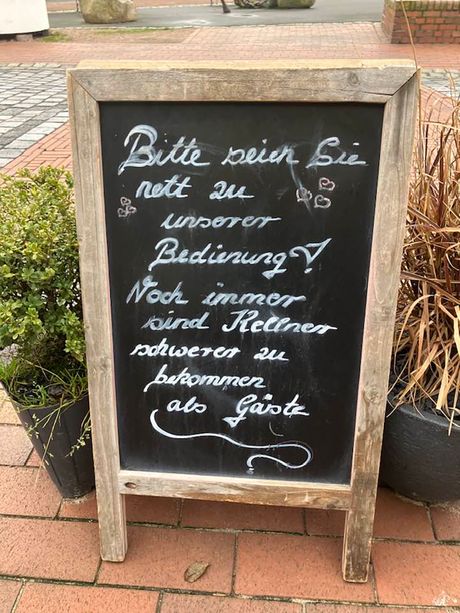 Bitte seien Sie
nett zu
unserer
Bedienung
Noch immer
sind Kellner
schwerer zu
bekommen
als Gäste